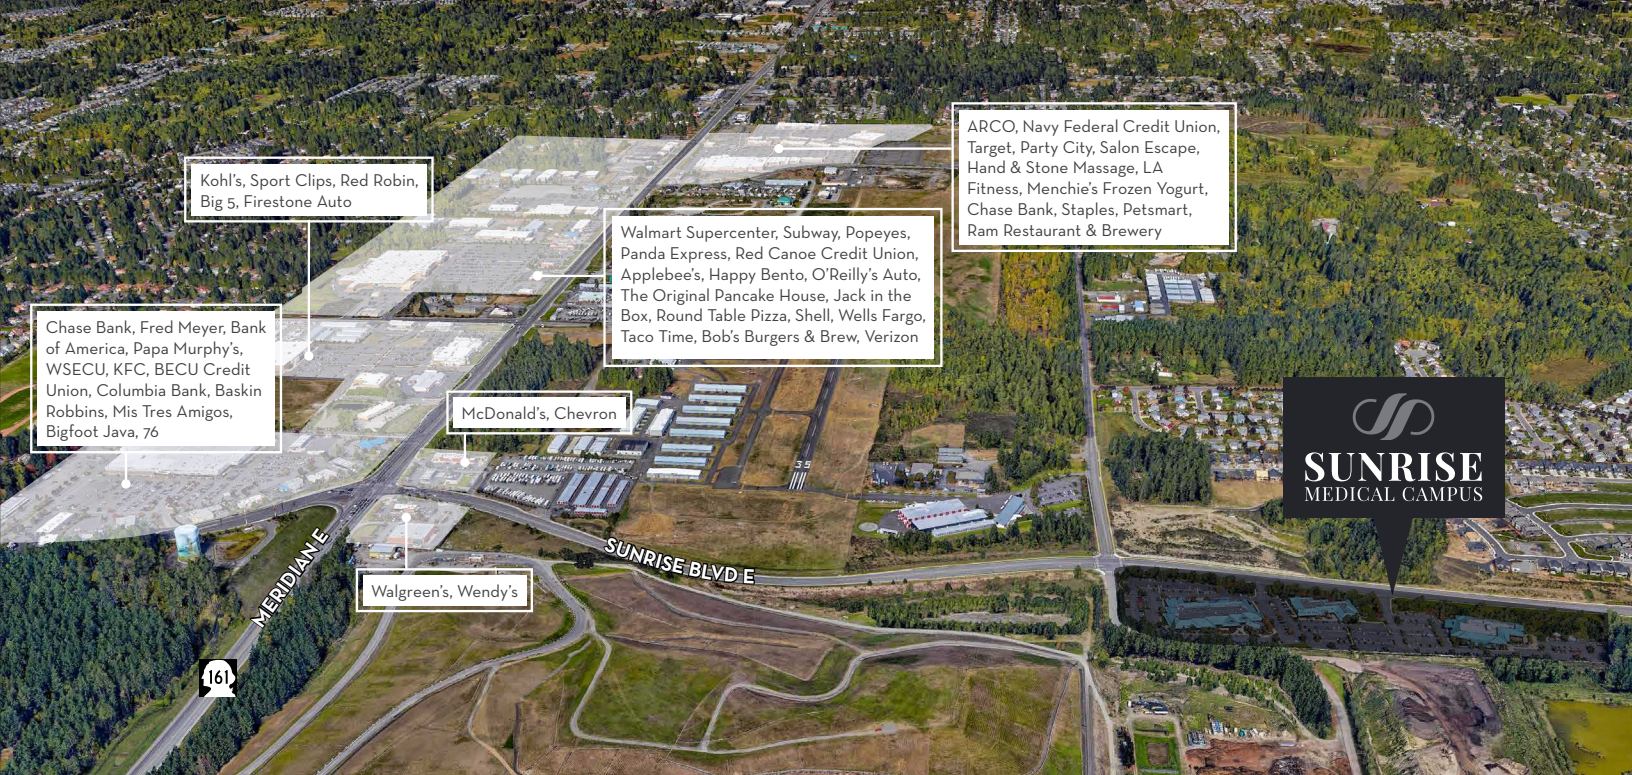 ARCO, Navy Federal Credit Union,
Target, Party City, Salon Escape,
Hand & Stone Massage, LA
Fitness, Menchie's Frozen Yogurt,
Chase Bank, Staples, Petsmart,
Ram Restaurant & Brewery
Kohl's, Sport Clips, Red Robin,
Big 5, Firestone Auto
Walmart Supercenter, Subway, Popeyes,
Panda Express, Red Canoe Credit Union,
Applebee's, Happy Bento, O'Reilly's Auto,
The Original Pancake House, Jack in the
Box, Round Table Pizza, Shell, Wells Fargo,
Taco Time, Bob's Burgers & Brew, Verizon
Chase Bank, Fred Meyer, Bank
of America, Papa Murphy's,
WSECU, KFC, BECU Credit
Union, Columbia Bank, Baskin
Robbins, Mis Tres Amigos,
Bigfoot Java, 76
McDonald's, Chevron
35
SUNRISE
MEDICAL CAMPUS
SUNRISE BLVD E
MERIDIAN E
Walgreen's, Wendy's
161